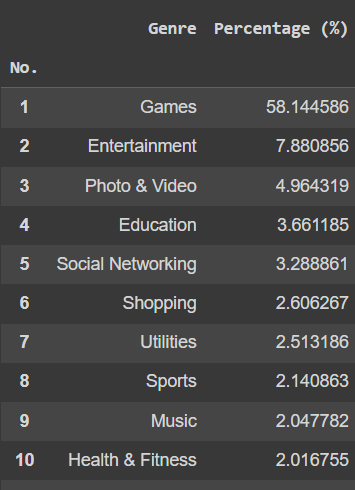 Genre Percentage (%)
No.
1 Games 58.144586
2 Entertainment 7.880856
3 Photo & Video 4.964319
4 Education 3.661185
5 Social Networking 3.288861
6 Shopping 2.606267
7 Utilities 2.513186
8 Sports 2.140863
9 Music 2.047782
10 Health & Fitness 2.016755